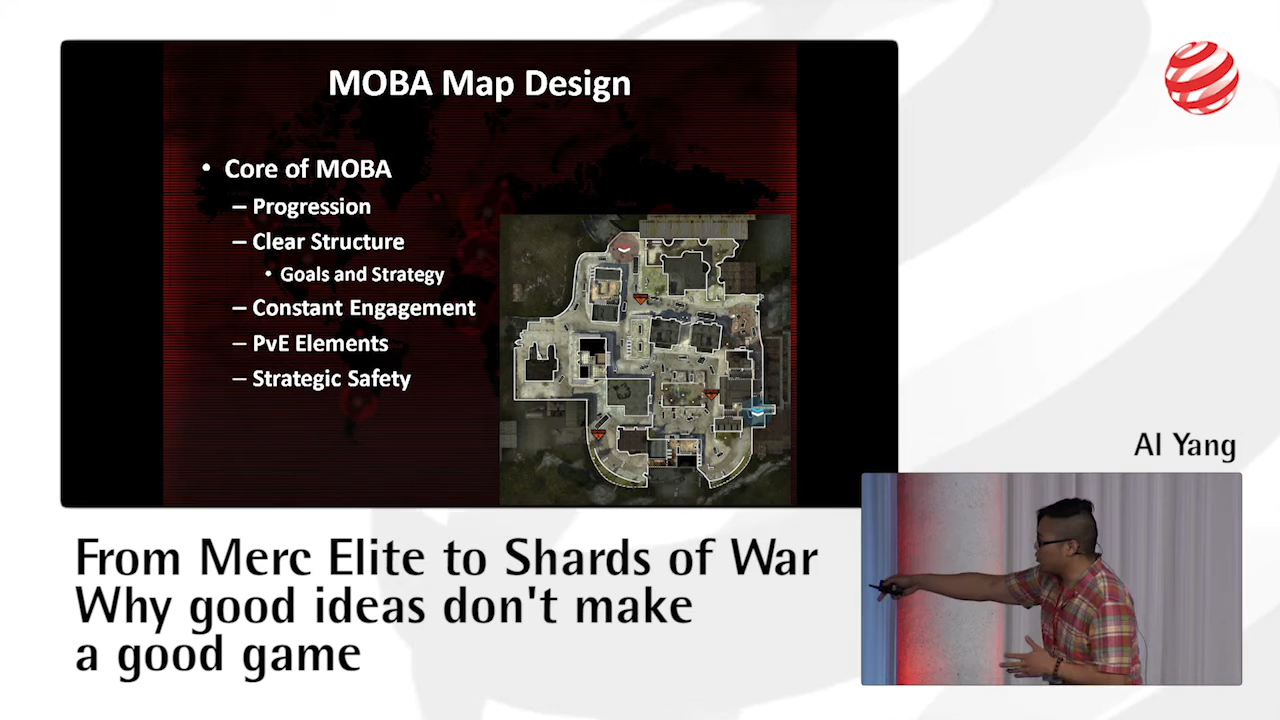 MOBA Map Design
• Core of MOBA
– Progression
– Clear Structure
• Goals and Strategy
– Constant Engagement
– PvE Elements
– Strategic Safety
Al Yang
From Merc Elite to Shards of War
Why good ideas don't make
a good game